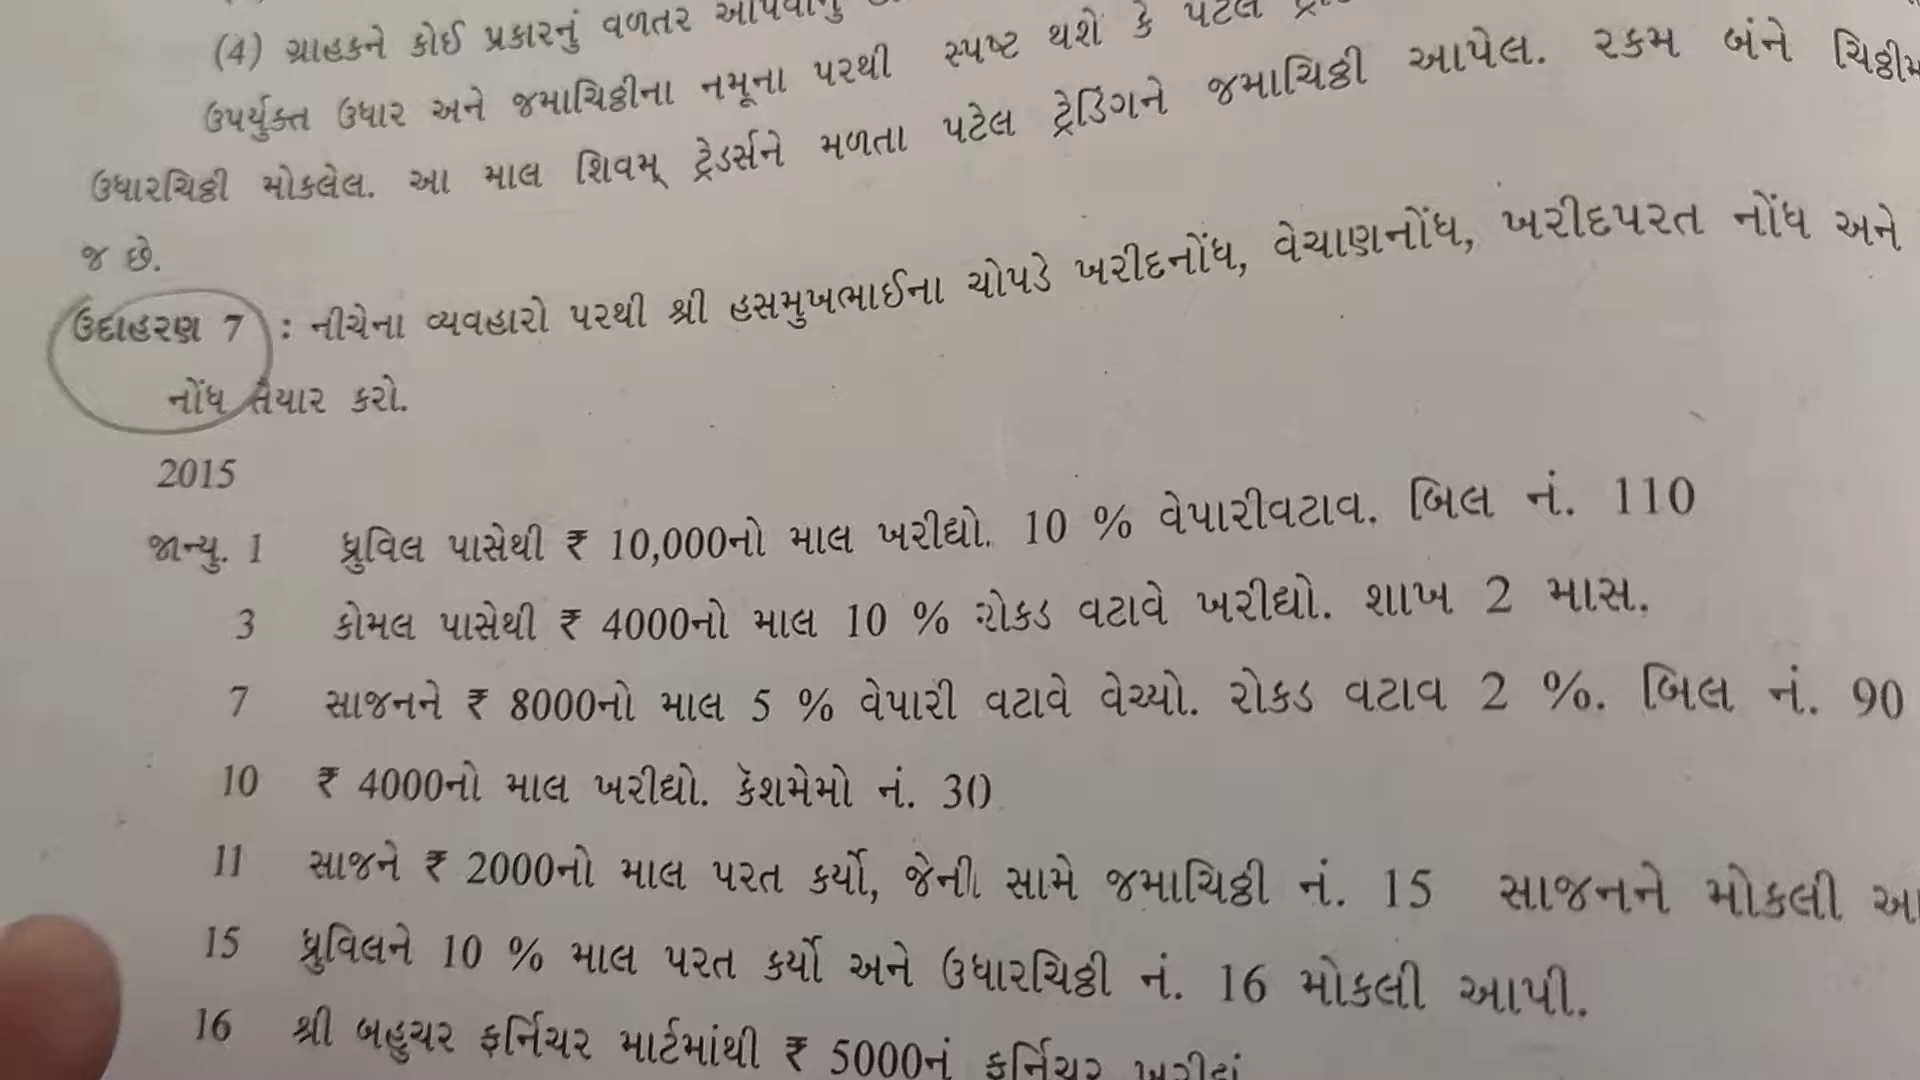 (4) ગ્રાહકને કોઈ પ્રકારનું વળતર આપવાનું
ઉપર્યુક્ત ઉધાર અને જમાચિઠ્ઠીના નમૂના પરથી સ્પષ્ટ થશે કે પટેલ
ઉધારચિઠ્ઠી મોકલેલ. આ માલ શિવમ્ ટ્રેડર્સને મળતા પટેલ ટ્રેડિંગને જમાચિઠ્ઠી આપેલ. રકમ બંને
જ છે.
ઉદાહરણ 7 : નીચેના વ્યવહારો પરથી શ્રી હસમુખભાઈના ચોપડે ખરીદનોંધ, વેચાણનોંધ, ખરીદપરત નોંધ અને
નોંધ તૈયાર કરો.
2015
જાન્યુ. 1 ધ્રુવિલ પાસેથી ₹ 10,000નો માલ ખરીદ્યો. 10 % વેપારીવટાવ. બિલ નં. 110
3 કોમલ પાસેથી ₹ 4000નો માલ 10 % રોકડ વટાવે ખરીદ્યો. શાખ 2 માસ.
7 સાજનને ₹ 8000નો માલ 5 % વેપારી વટાવે વેચ્યો. રોકડ વટાવ 2 %. બિલ નં. 90
10 ₹ 4000નો માલ ખરીદ્યો. કૅશમેમો નં. 30
11 સાજને ₹ 2000નો માલ પરત કર્યો, જેની સામે જમાચિઠ્ઠી નં. 15 સાજનને મોકલી
15 ધ્રુવિલને 10 % માલ પરત કર્યો અને ઉધારચિઠ્ઠી નં. 16 મોકલી આપી.
16 શ્રી બહુચર ફર્નિચર માર્ટમાંથી ₹ 5000નું ફર્નિચર ખરીદ્યું